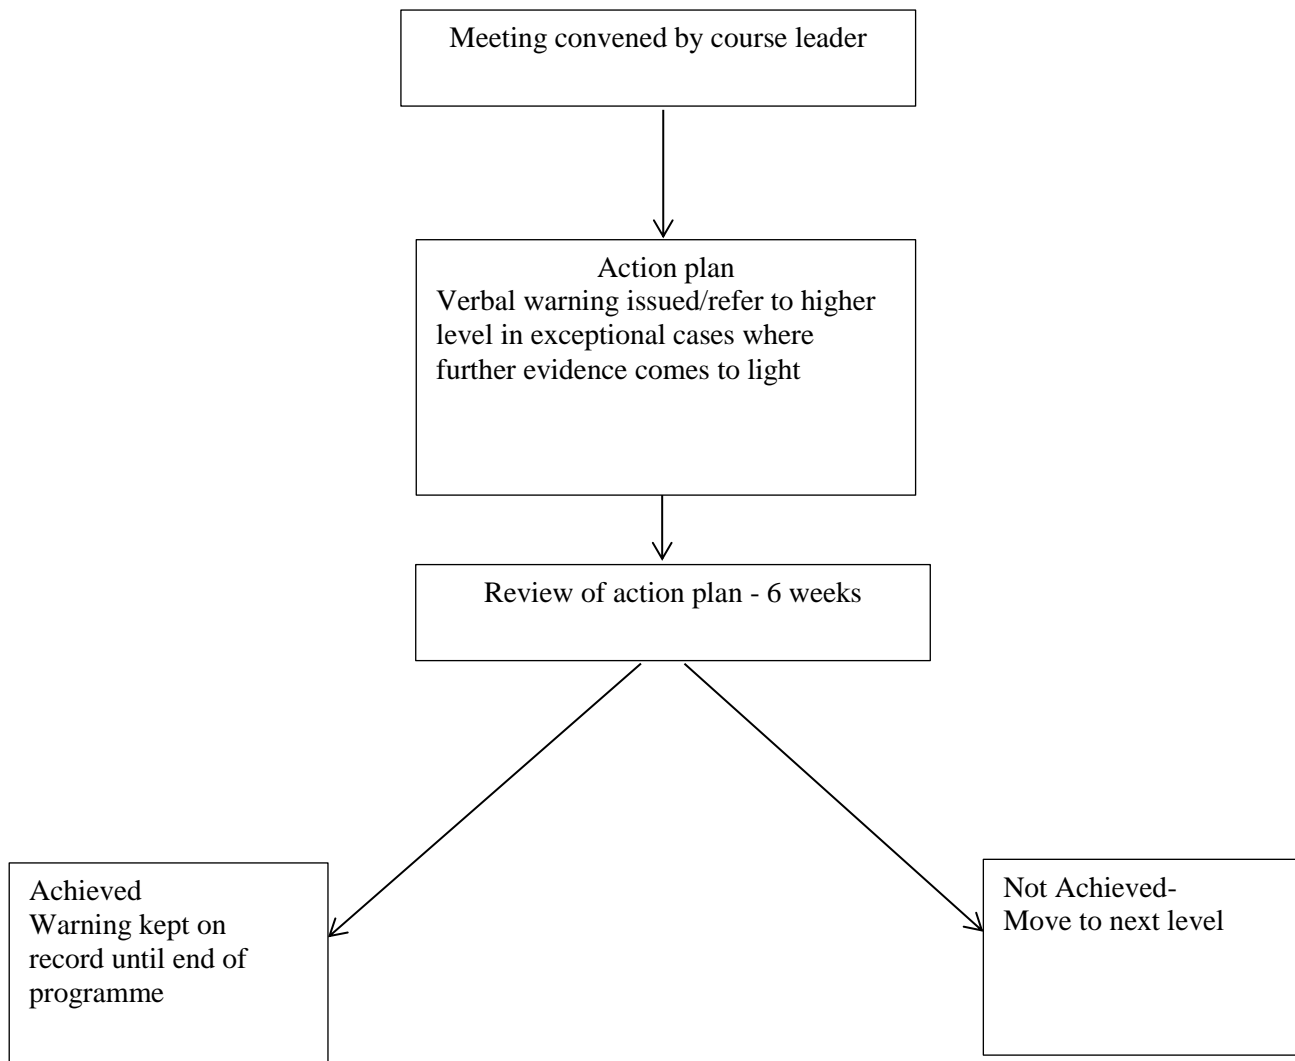 Meeting convened by course leader
Action plan
Verbal warning issued/refer to higher
level in exceptional cases where
further evidence comes to light
Review of action plan - 6 weeks
Achieved
Warning kept on
record until end of
programme
Not Achieved-
Move to next level